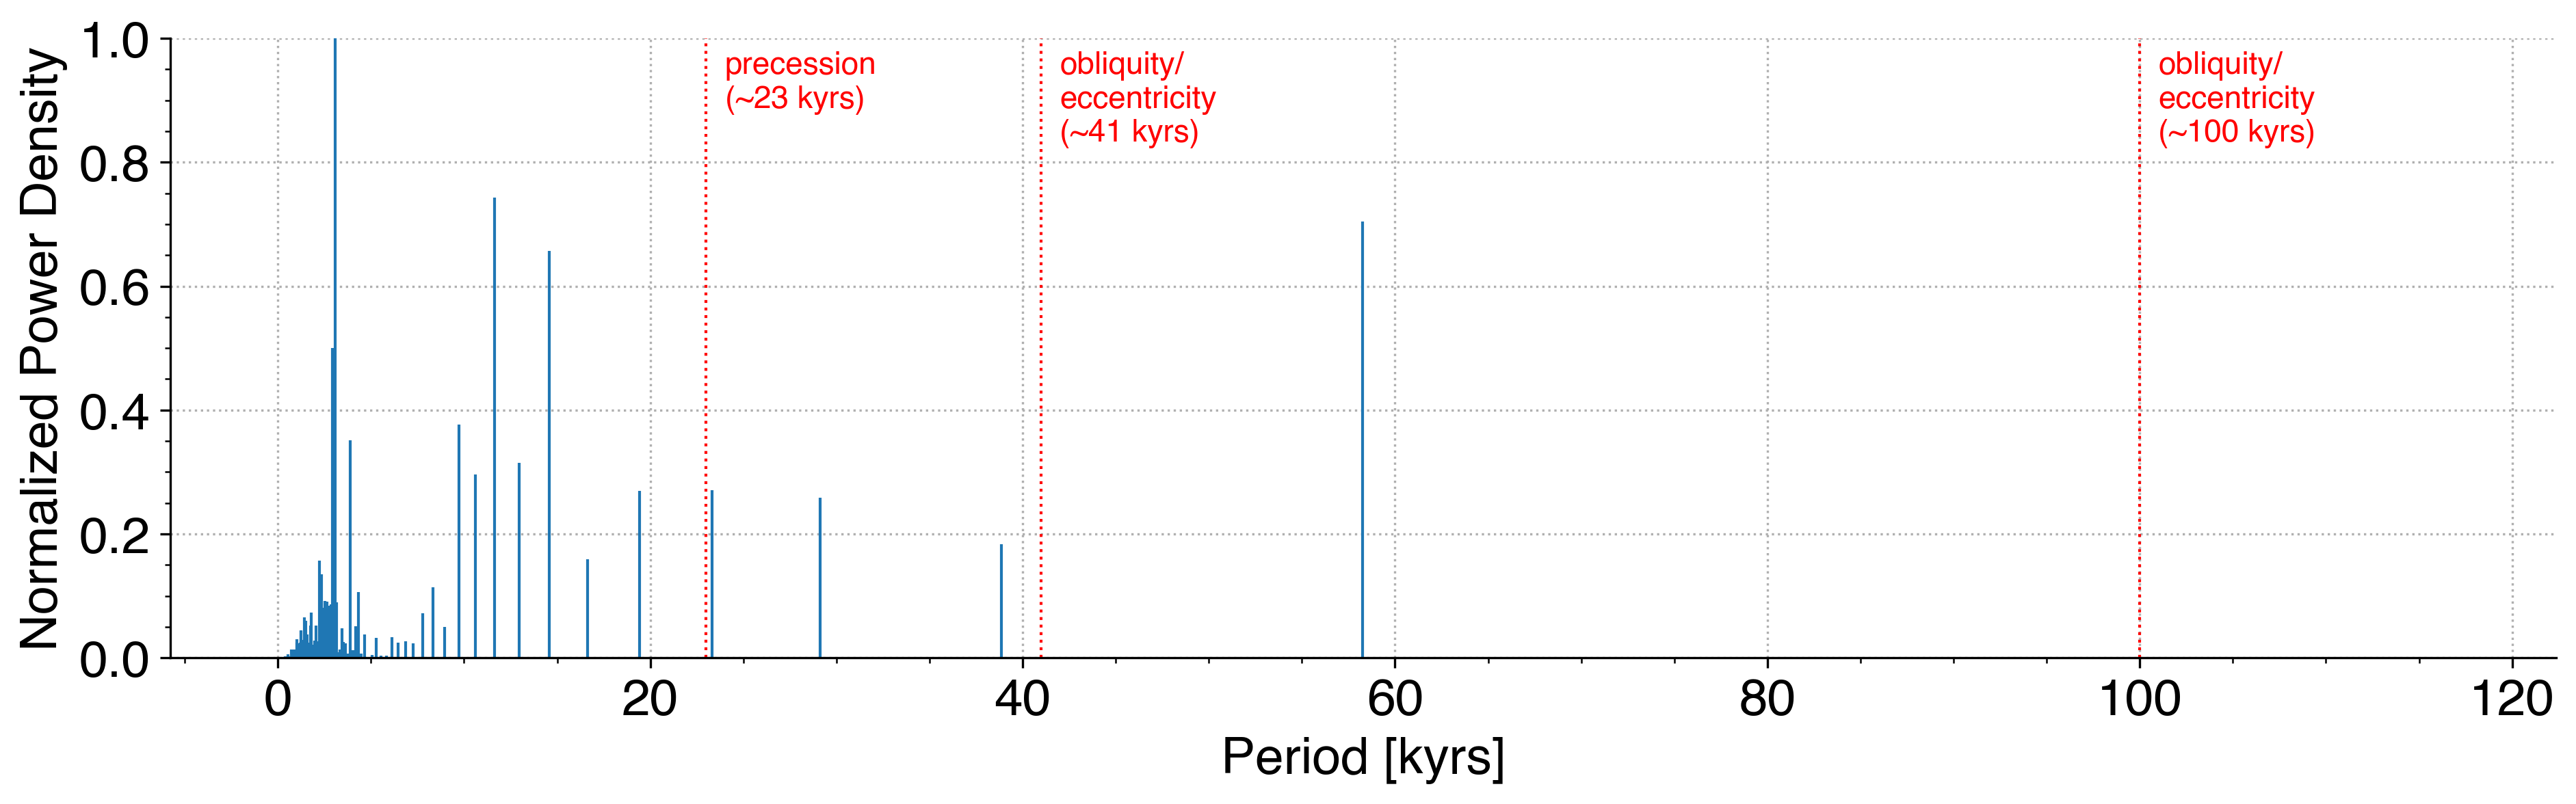 Normalized Power Density
1.0
0.8
0.6
0.4
0.2
0.0
precession
(~23 kyrs)
obliquity/
eccentricity
(~41 kyrs)
obliquity/
eccentricity
(~100 kyrs)
0
20
40
60
80
100
120
Period [kyrs]